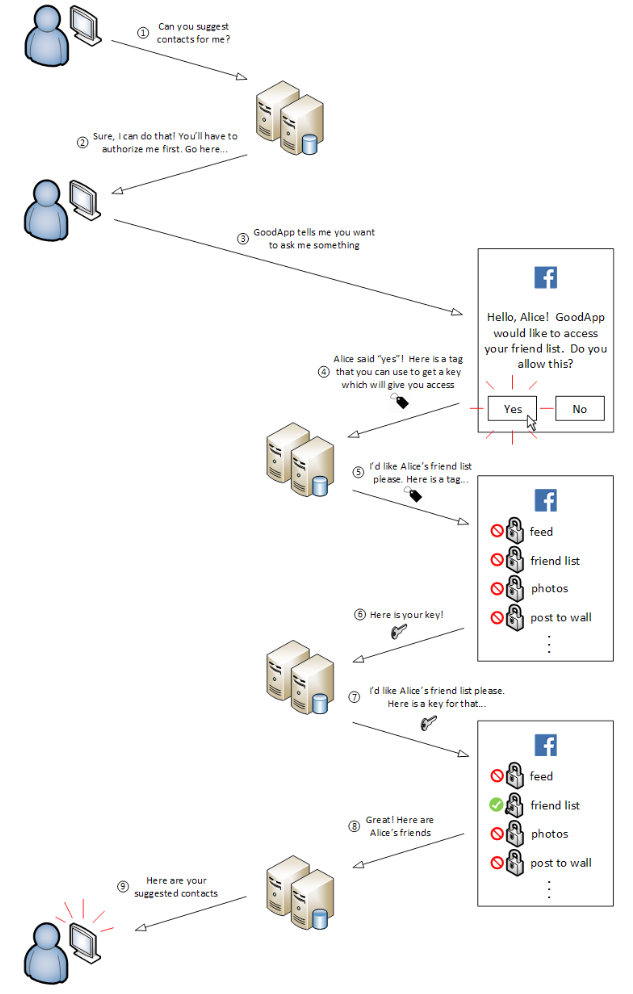 ① Can you suggest
contacts for me?
② Sure, I can do that! You'll have to
authorize me first. Go here...
③ GoodApp tells me you want
to ask me something
f
Hello, Alice! GoodApp
would like to access
your friend list. Do you
allow this?
Yes
No
④ Alice said "yes"! Here is a tag
that you can use to get a key
which will give you access
⑤ I'd like Alice's friend list
please. Here is a tag...
f
feed
friend list
photos
post to wall
⋮
⑥ Here is your key!
⑦ I'd like Alice's friend list please.
Here is a key for that...
f
feed
friend list
photos
post to wall
⋮
⑧ Great! Here are
Alice's friends
⑨ Here are your
suggested contacts